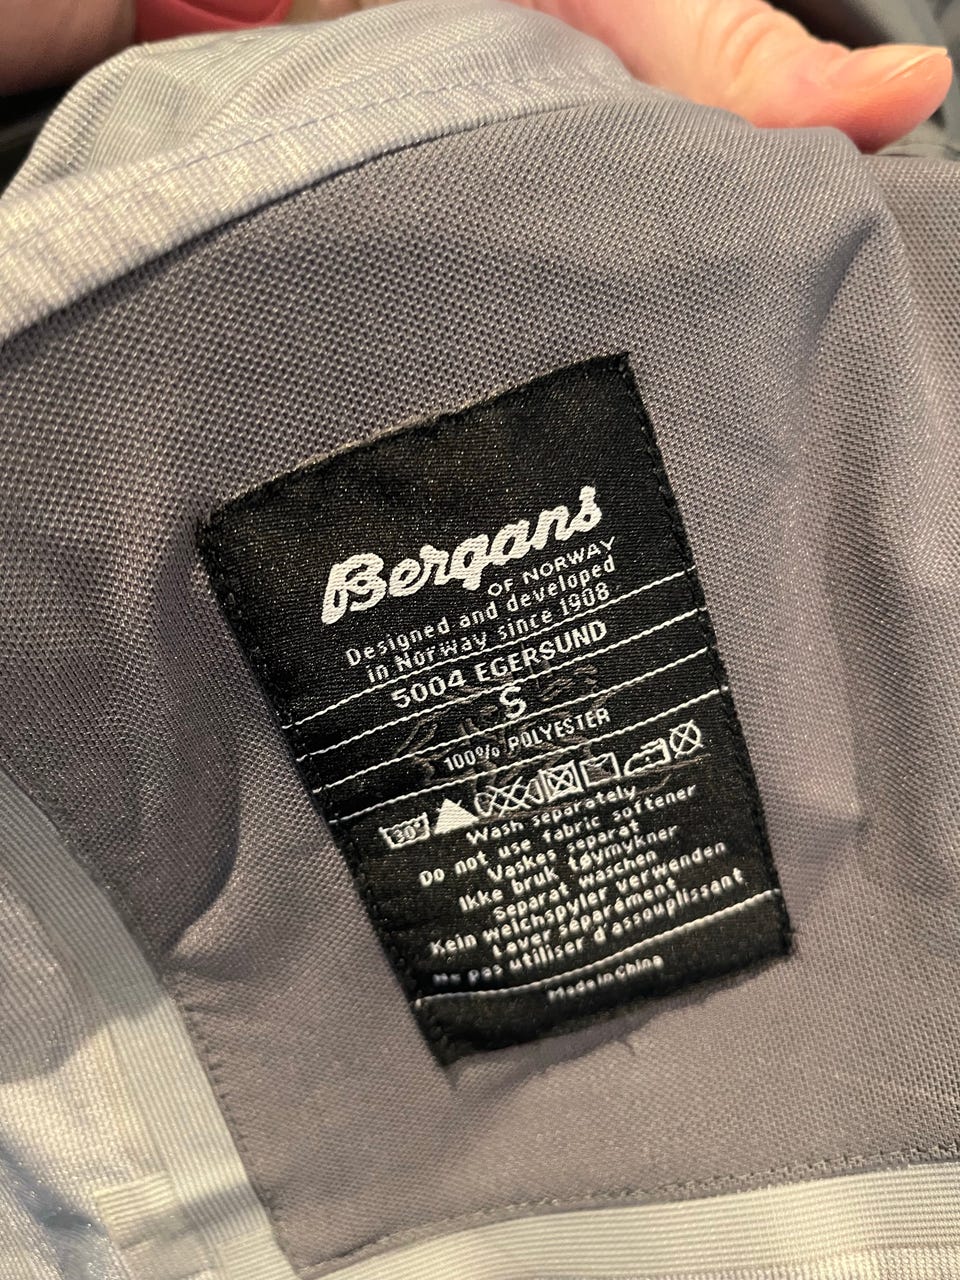 Bergans
OF NORWAY
Designed and developed
in Norway since 1908
5004 EGERSUND
S
100% POLYESTER
30°
Wash separately
Do not use fabric softener
Vaskes separat
Ikke bruk tøymykner
Separat waschen
Kein weichspyler verwenden
Laver séparément
Ne pas utiliser d'assouplissant
Made in China